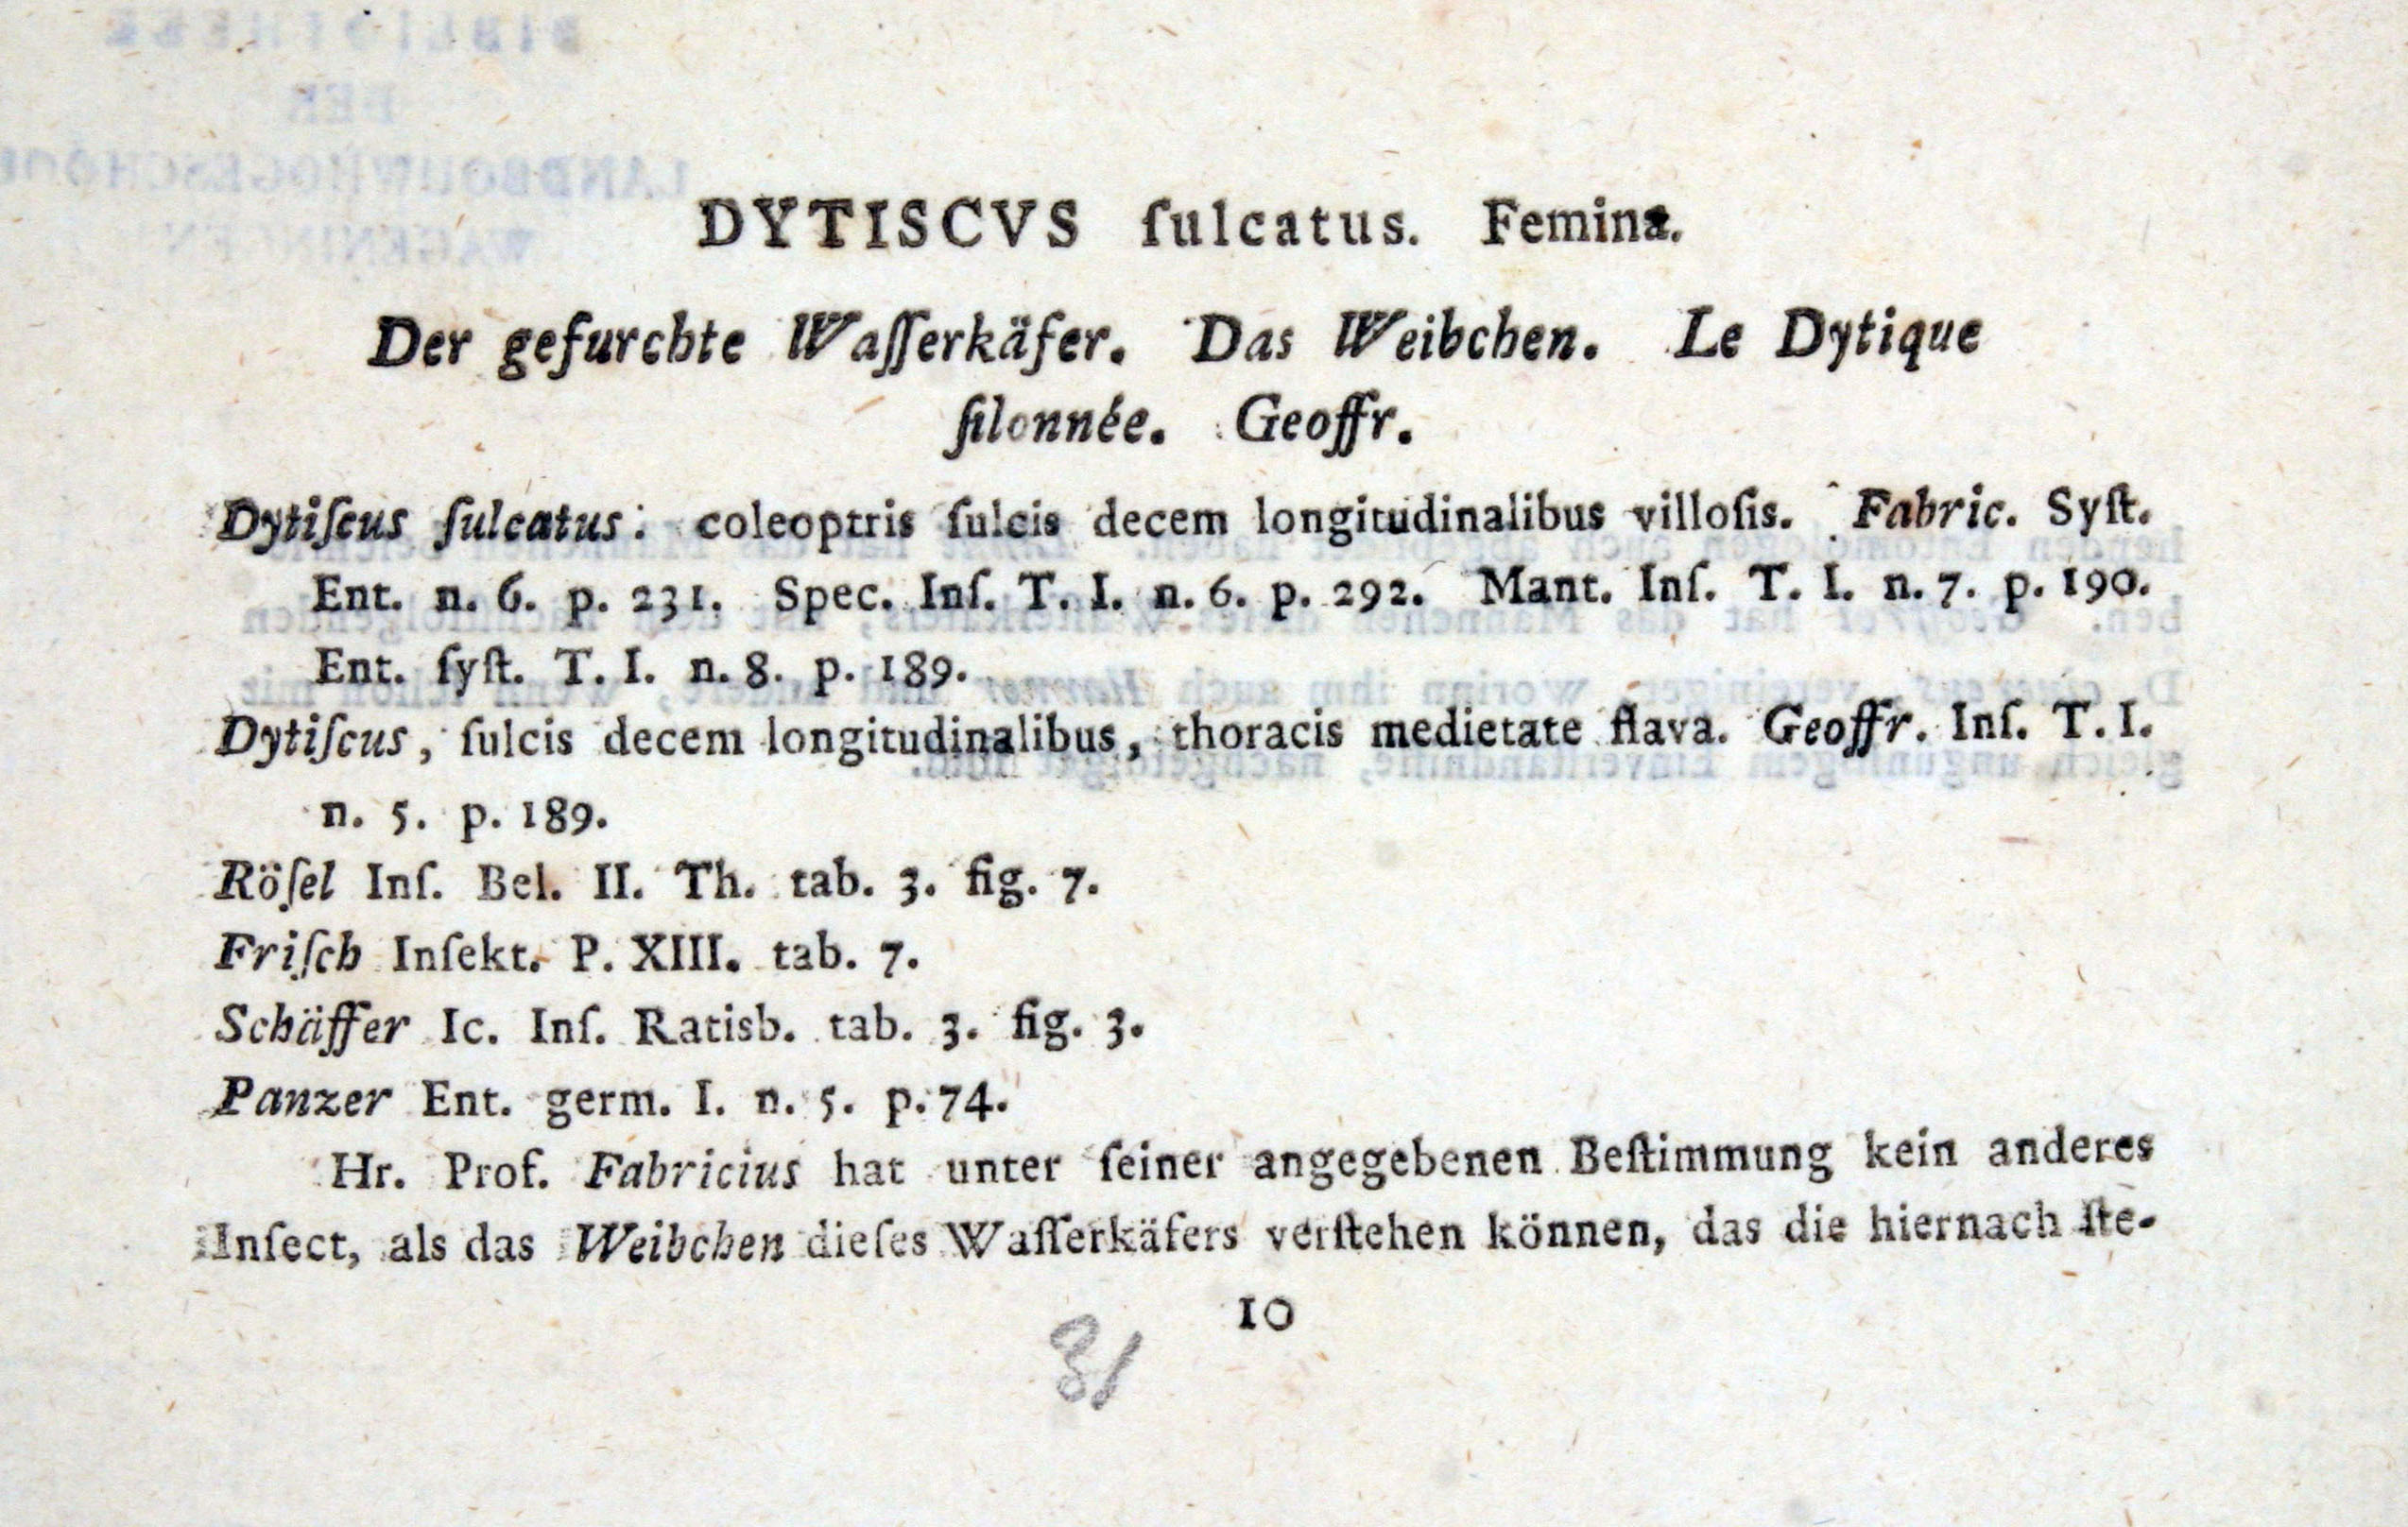 DYTISCVS ſulcatus. Femina.
Der gefurchte Waſſerkäfer. Das Weibchen. Le Dytique
ſilonnée. Geoffr.
Dytiſcus ſulcatus: coleoptris ſulcis decem longitudinalibus villoſis. Fabric. Syſt.
Ent. n. 6. p. 231. Spec. Inſ. T. I. n. 6. p. 292. Mant. Inſ. T. I. n. 7. p. 190.
Ent. ſyſt. T. I. n. 8. p. 189.
Dytiſcus, ſulcis decem longitudinalibus, thoracis medietate flava. Geoffr. Inſ. T. I.
n. 5. p. 189.
Röſel Inſ. Bel. II. Th. tab. 3. fig. 7.
Friſch Inſekt. P. XIII. tab. 7.
Schäffer Ic. Inſ. Ratisb. tab. 3. fig. 3.
Panzer Ent. germ. I. n. 5. p. 74.
Hr. Prof. Fabricius hat unter ſeiner angegebenen Beſtimmung kein anderes
Inſect, als das Weibchen dieſes Waſſerkäfers verſtehen können, das die hiernach ſte-
10
31